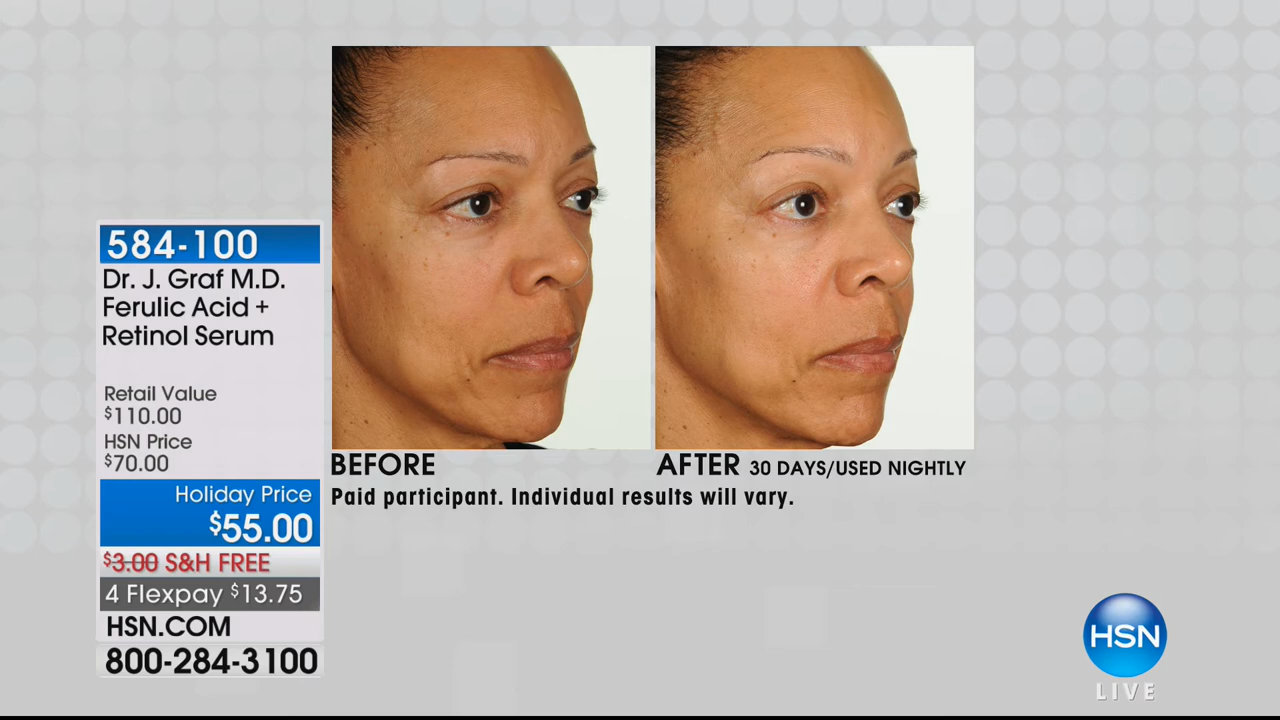 584-100
Dr. J. Graf M.D.
Ferulic Acid +
Retinol Serum
Retail Value
$110.00
HSN Price
$70.00
Holiday Price
$55.00
$3.00 S&H FREE
4 Flexpay $13.75
HSN.COM
800-284-3100
BEFORE
AFTER 30 DAYS/USED NIGHTLY
Paid participant. Individual results will vary.
HSN
LIVE